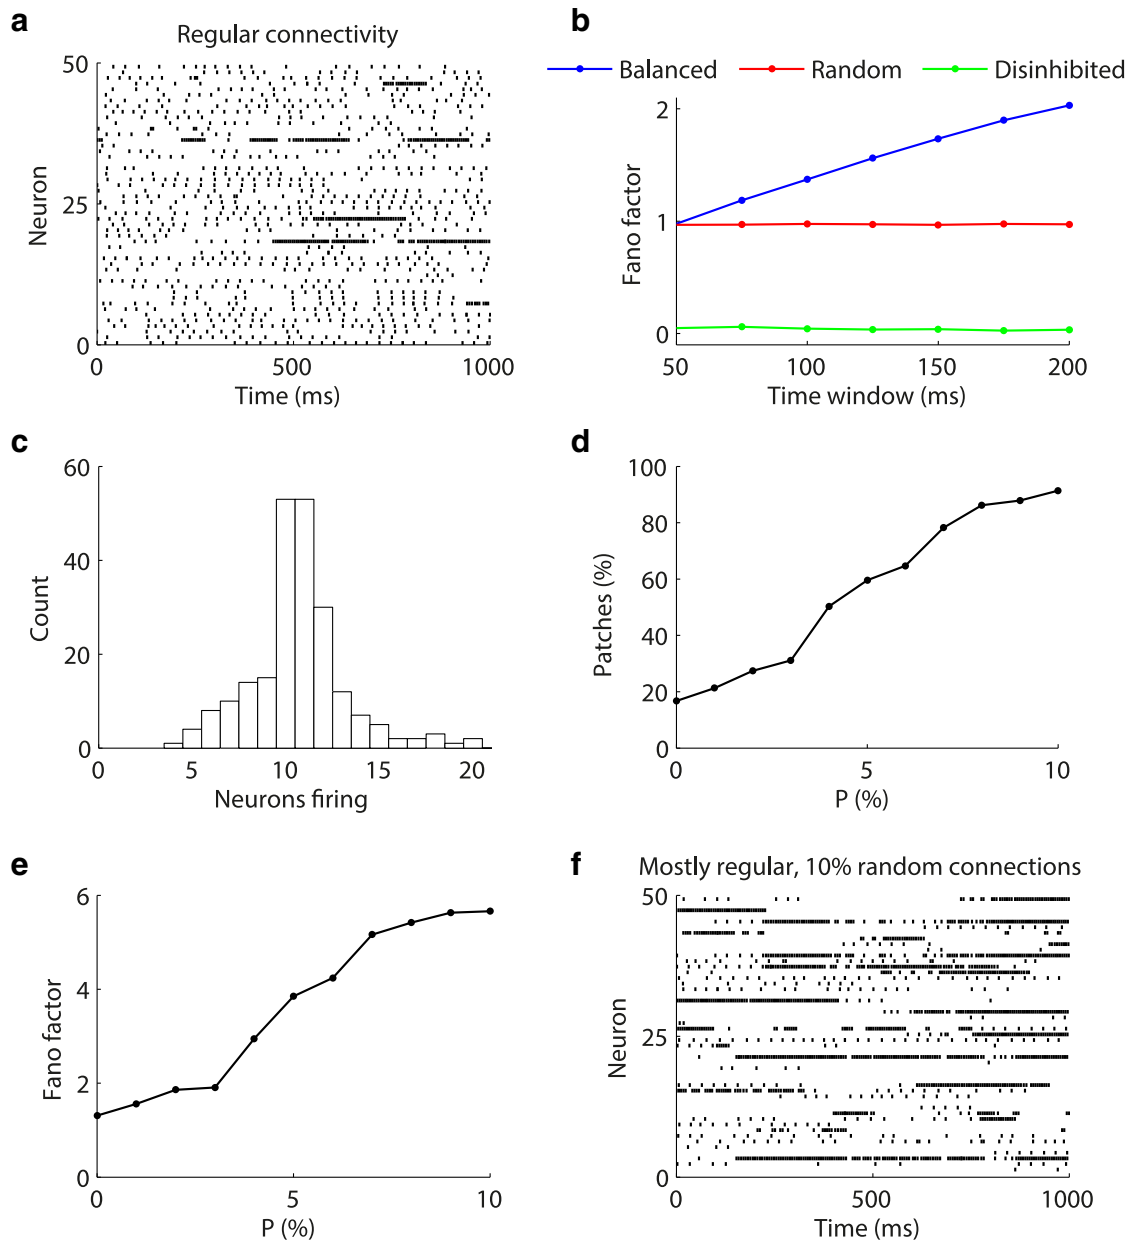 a
Regular connectivity
50
25
0
Neuron
0
500
1000
Time (ms)
b
Balanced
Random
Disinhibited
2
1
0
Fano factor
50
100
150
200
Time window (ms)
c
60
40
20
0
Count
0
5
10
15
20
Neurons firing
d
100
80
60
40
20
0
Patches (%)
0
5
10
P (%)
e
6
4
2
0
Fano factor
0
5
10
P (%)
f
Mostly regular, 10% random connections
50
25
0
Neuron
0
500
1000
Time (ms)